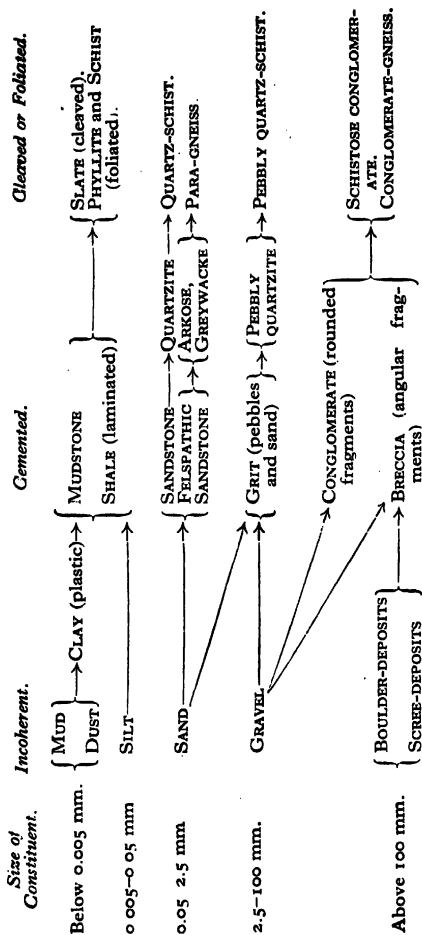 Size of Constituent. Incoherent. Cemented. Cleaved or Foliated.
Below 0.005 mm. MUD DUST CLAY (plastic) MUDSTONE SHALE (laminated) SLATE (cleaved). PHYLLITE and SCHIST (foliated).
0 005-0 05 mm. SILT
0.05 2.5 mm SAND SANDSTONE FELSPATHIC SANDSTONE QUARTZITE ARKOSE, GREYWACKE QUARTZ-SCHIST. PARA-GNEISS.
2.5-100 mm. GRAVEL GRIT (pebbles and sand) PEBBLY QUARTZITE PEBBLY QUARTZ-SCHIST.
CONGLOMERATE (rounded fragments)
BRECCIA (angular fragments)
SCHISTOSE CONGLOMERATE.
CONGLOMERATE-GNEISS.
Above 100 mm. BOULDER-DEPOSITS SCREE-DEPOSITS